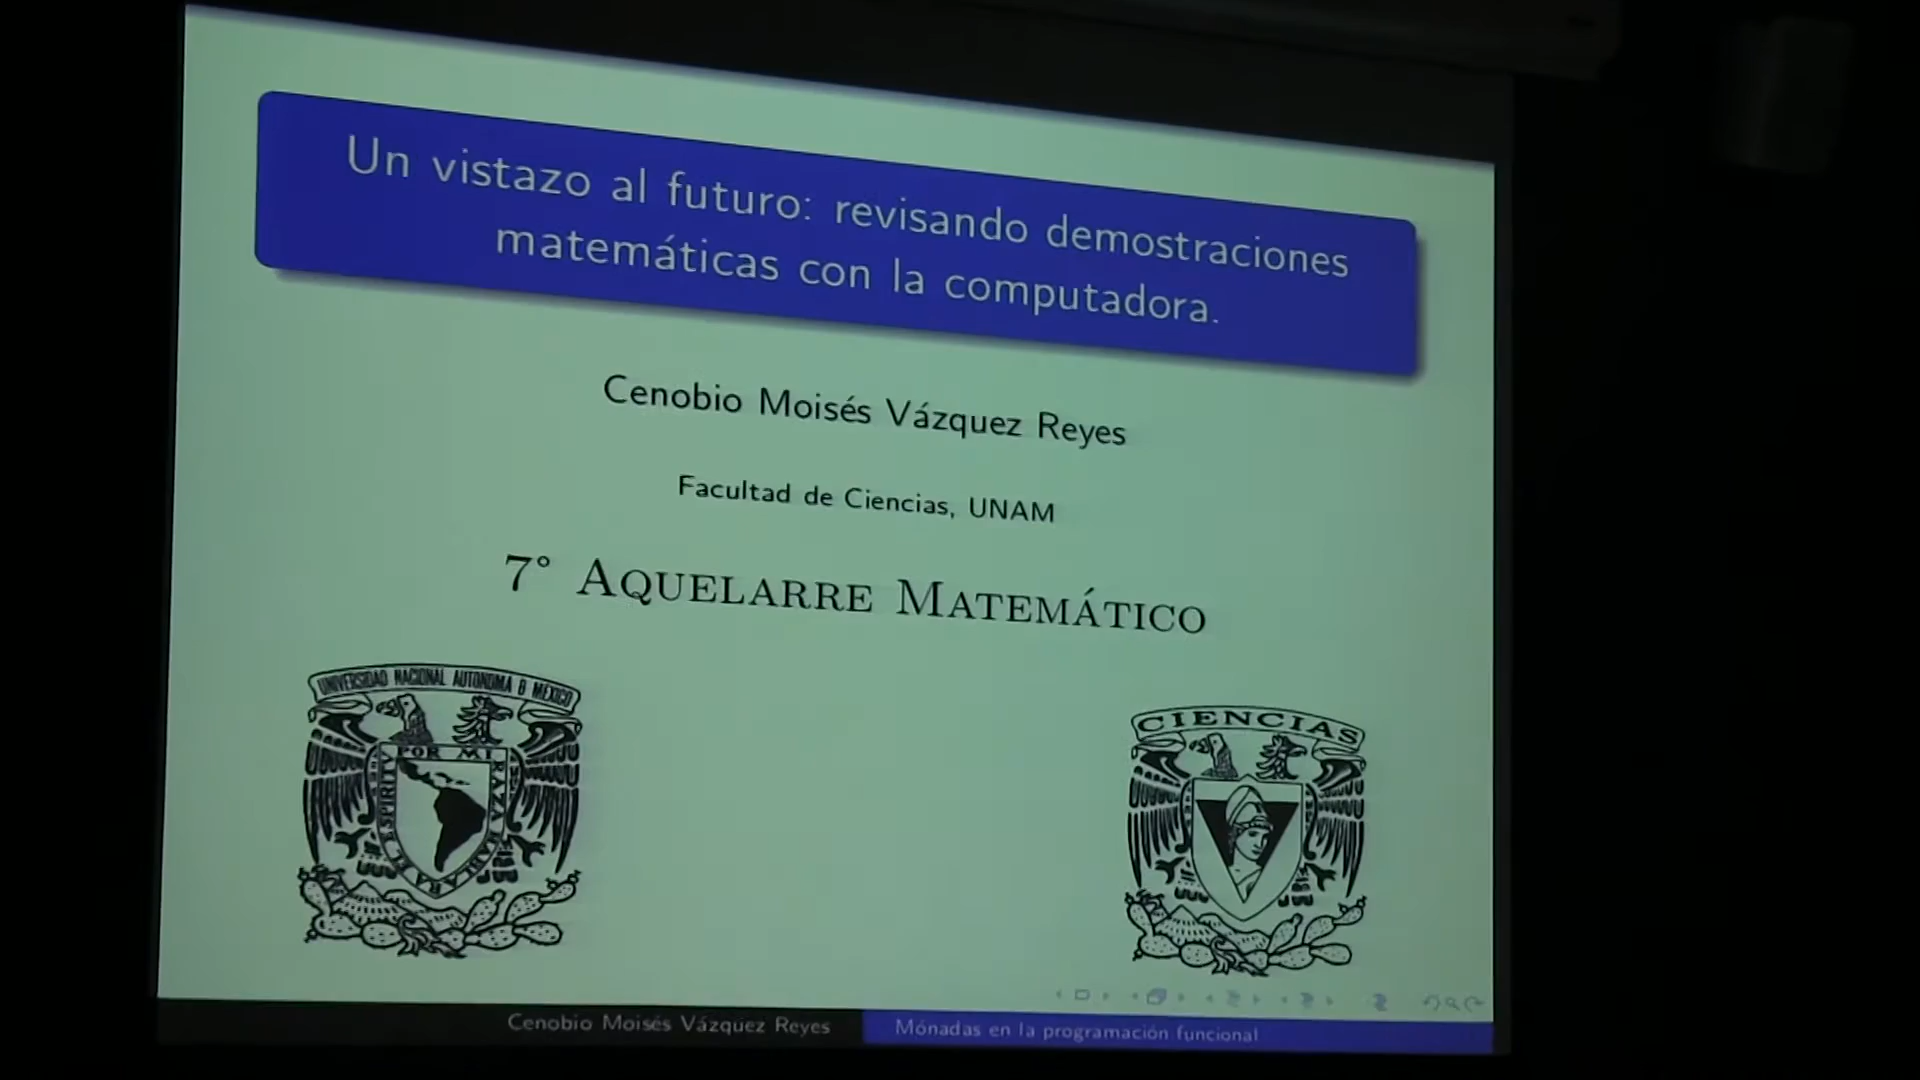 Un vistazo al futuro: revisando demostraciones
matemáticas con la computadora.
Cenobio Moisés Vázquez Reyes
Facultad de Ciencias, UNAM
7° AQUELARRE MATEMÁTICO
UNIVERSIDAD NACIONAL AUTONOMA D MEXICO
POR MI RAZA HABLARA EL ESPIRITU
CIENCIAS
Cenobio Moisés Vázquez Reyes
Mónadas en la programación funcional